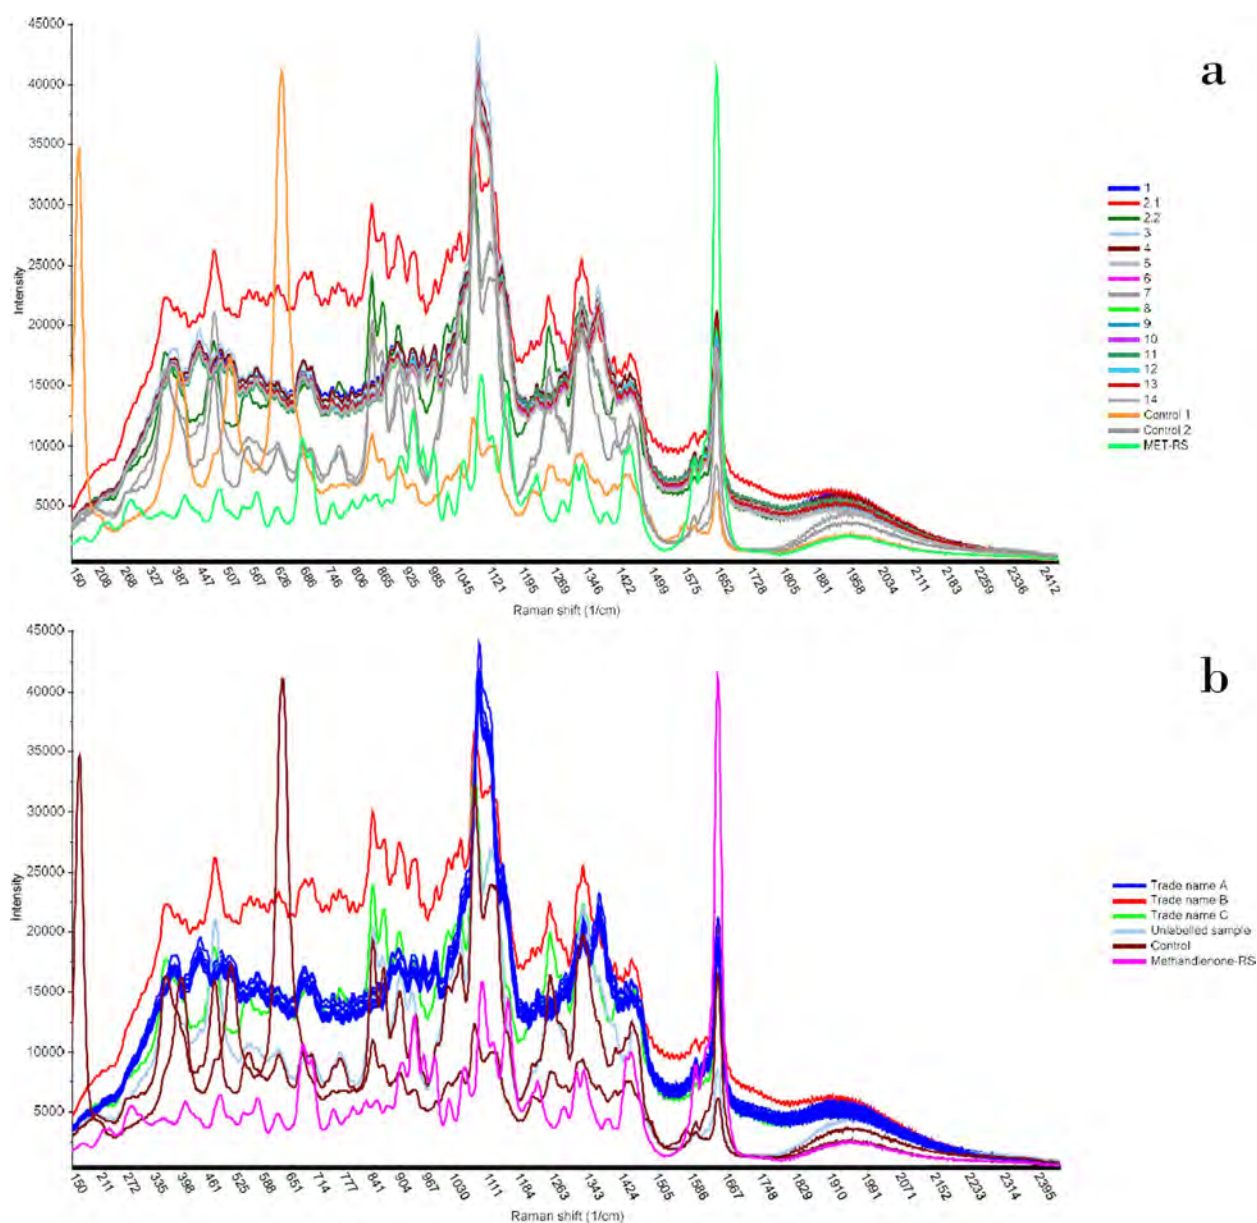 45000
a
40000
35000
30000
25000
20000
15000
10000
5000
Intensity
150 208 268 327 387 447 507 567 626 686 746 806 866 925 985 1045 1121 1195 1269 1346 1422 1499 1575 1652 1728 1805 1881 1958 2034 2111 2183 2259 2336 2412
Raman shift (1/cm)
1
2.1
2.2
3
4
5
6
7
8
9
10
11
12
13
14
Control 1
Control 2
MET-RS
45000
b
40000
35000
30000
25000
20000
15000
10000
5000
Intensity
150 211 272 335 398 461 525 588 651 714 777 841 904 967 1030 1111 1184 1263 1343 1424 1505 1586 1667 1748 1829 1910 1991 2071 2152 2233 2314 2395
Raman shift (1/cm)
Trade name A
Trade name B
Trade name C
Unlabelled sample
Control
Methandienone-RS